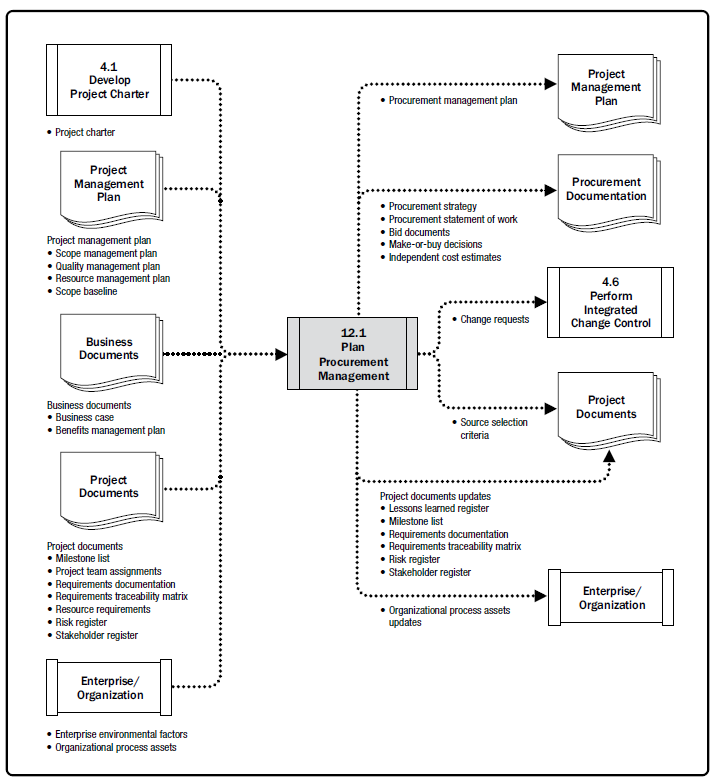 4.1
Develop
Project Charter
• Project charter
Project
Management
Plan
Project management plan
• Scope management plan
• Quality management plan
• Resource management plan
• Scope baseline
Business
Documents
Business documents
• Business case
• Benefits management plan
Project
Documents
Project documents
• Milestone list
• Project team assignments
• Requirements documentation
• Requirements traceability matrix
• Resource requirements
• Risk register
• Stakeholder register
Enterprise/
Organization
• Enterprise environmental factors
• Organizational process assets
12.1
Plan
Procurement
Management
• Procurement management plan
Project
Management
Plan
• Procurement strategy
• Procurement statement of work
• Bid documents
• Make-or-buy decisions
• Independent cost estimates
Procurement
Documentation
• Change requests
4.6
Perform
Integrated
Change Control
• Source selection
criteria
Project
Documents
Project documents updates
• Lessons learned register
• Milestone list
• Requirements documentation
• Requirements traceability matrix
• Risk register
• Stakeholder register
• Organizational process assets
updates
Enterprise/
Organization